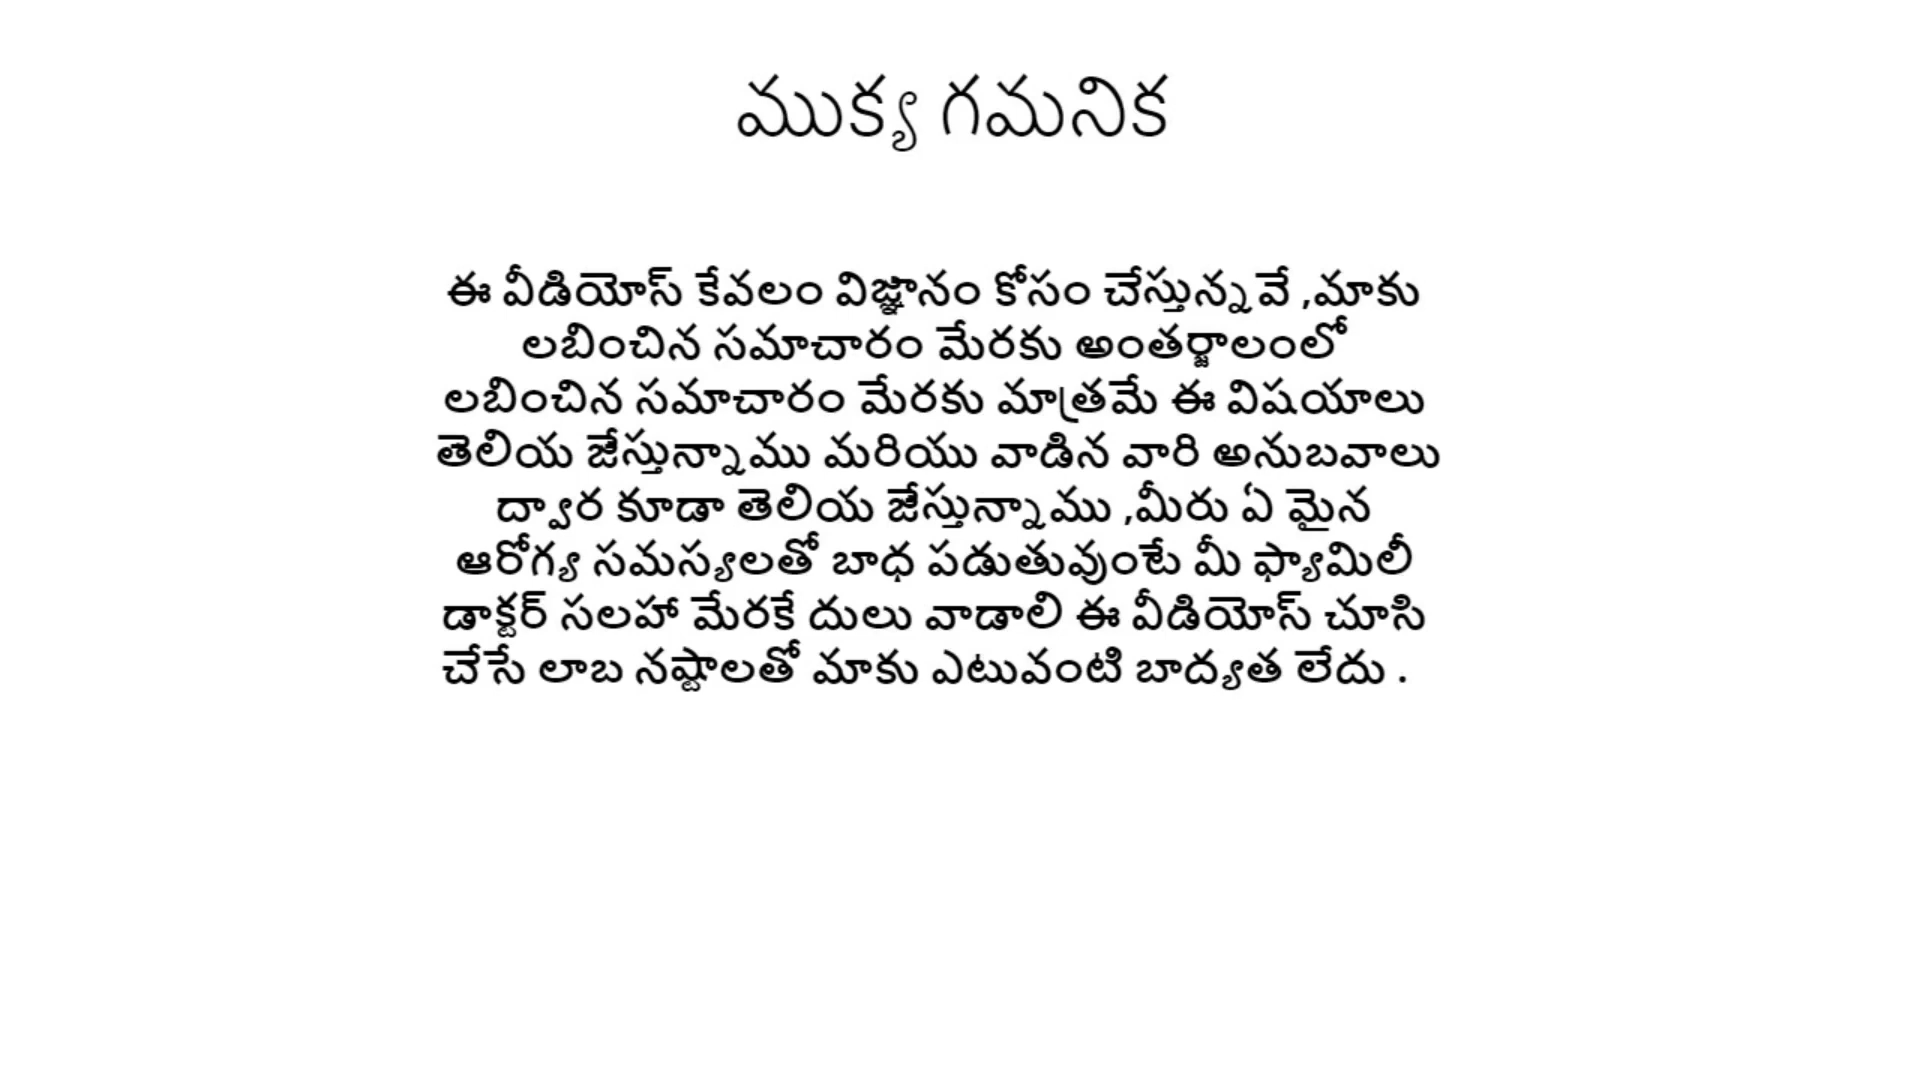 ముక్య గమనిక
ఈ వీడియోస్ కేవలం విజ్ఞానం కోసం చేస్తున్నవే ,మాకు
లబించిన సమాచారం మేరకు అంతర్జాలంలో
లబించిన సమాచారం మేరకు మాత్రమే ఈ విషయాలు
తెలియ జేస్తున్నాము మరియు వాడిన వారి అనుబవాలు
ద్వార కూడా తెలియ జేస్తున్నాము ,మీరు ఏ మైన
ఆరోగ్య సమస్యలతో బాధ పడుతువుంటే మీ ఫ్యామిలీ
డాక్టర్ సలహా మేరకే దులు వాడాలి ఈ వీడియోస్ చూసి
చేసే లాబ నష్టాలతో మాకు ఎటువంటి బాద్యత లేదు .